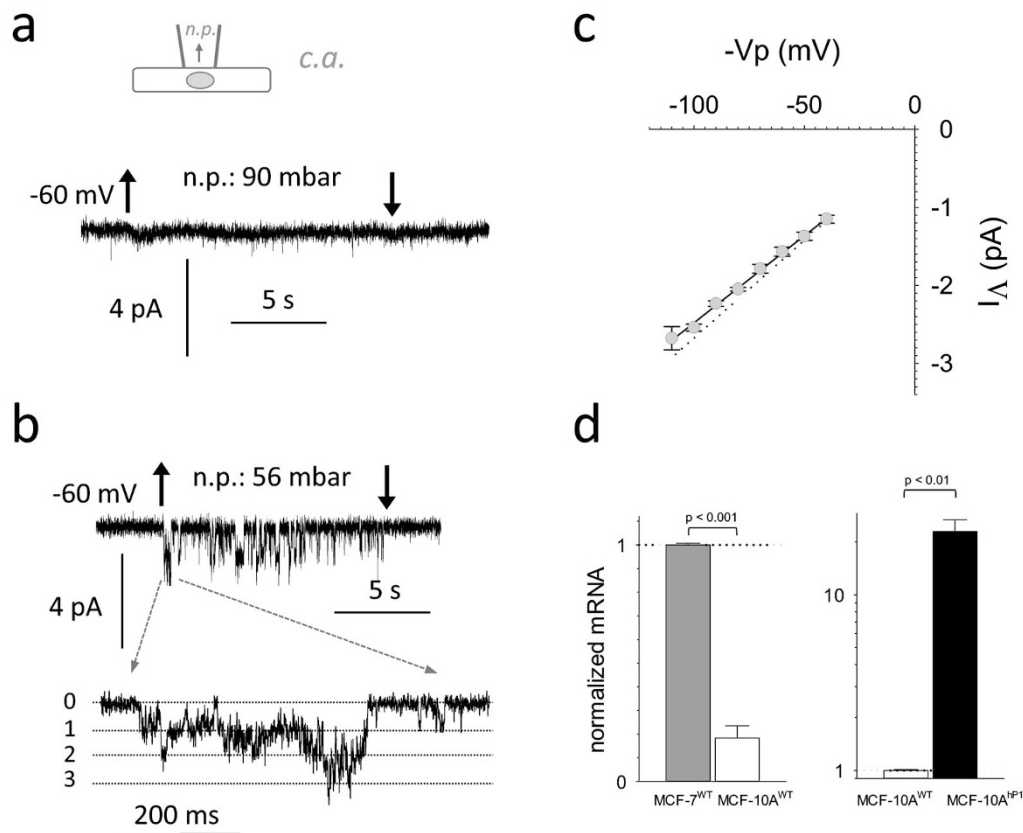 a
n.p.
c.a.
-60 mV
n.p.: 90 mbar
4 pA
5 s
b
-60 mV
n.p.: 56 mbar
4 pA
5 s
0
1
2
3
200 ms
c
-Vp (mV)
-100 -50 0
0
-1
-2
-3
I (pA)
d
normalized mRNA
1
0
p < 0.001
MCF-7WT MCF-10AWT
10
1
p < 0.01
MCF-10AWT MCF-10AhP1